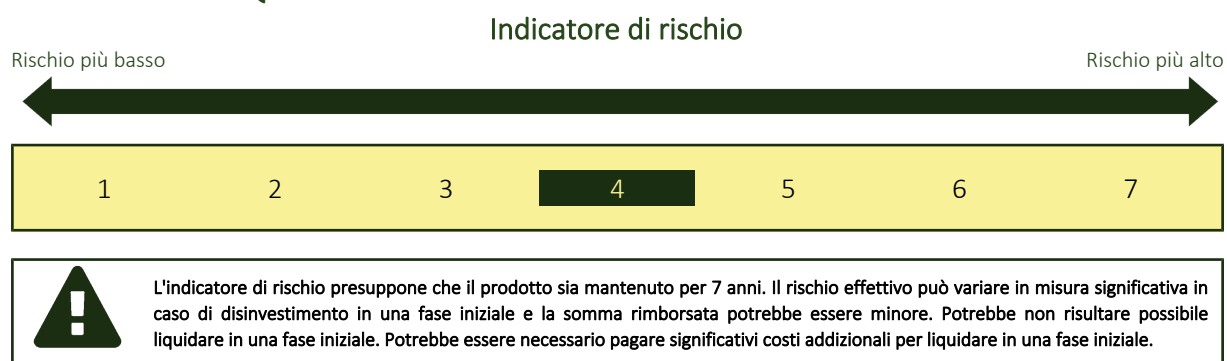 Indicatore di rischio
Rischio più basso
Rischio più alto
1 2 3 4 5 6 7
L'indicatore di rischio presuppone che il prodotto sia mantenuto per 7 anni. Il rischio effettivo può variare in misura significativa in
caso di disinvestimento in una fase iniziale e la somma rimborsata potrebbe essere minore. Potrebbe non risultare possibile
liquidare in una fase iniziale. Potrebbe essere necessario pagare significativi costi addizionali per liquidare in una fase iniziale.